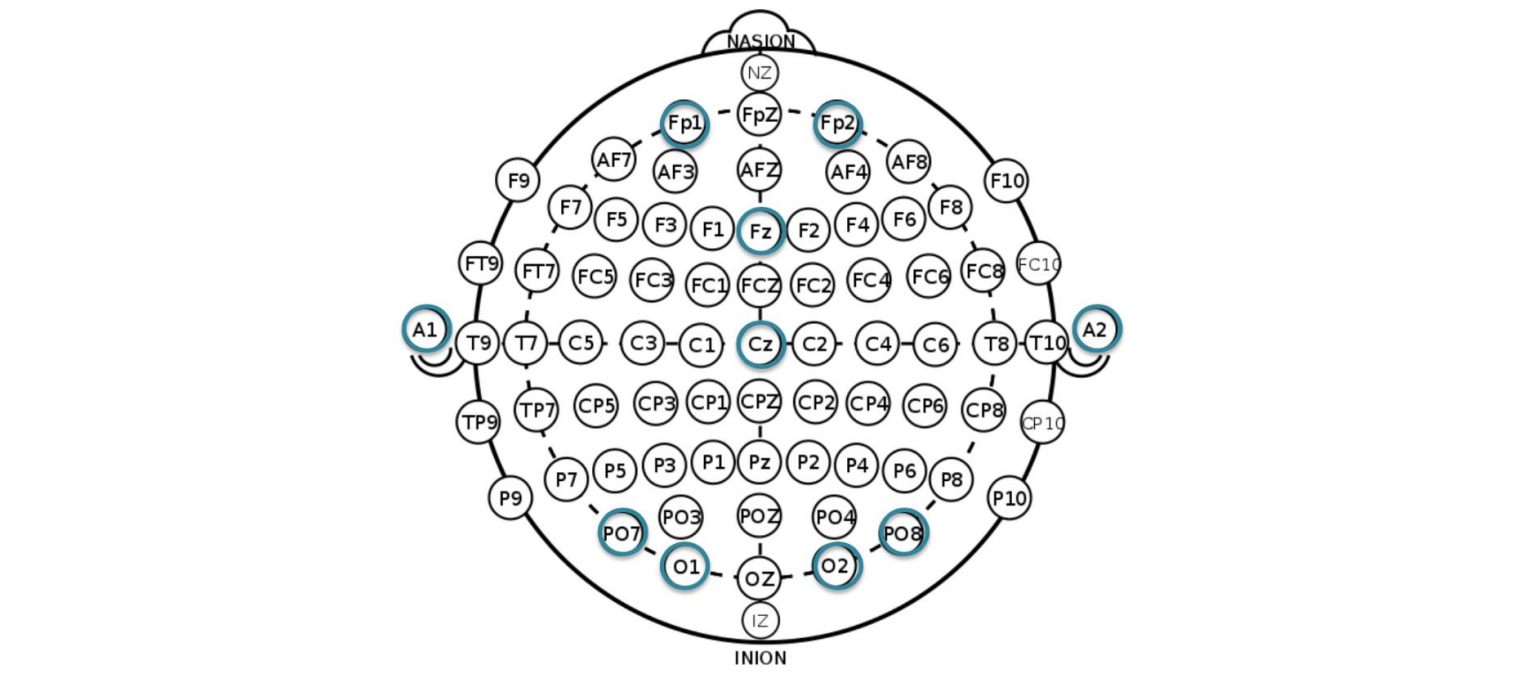 NASION
NZ
Fp1 FpZ Fp2
AF7 AF3 AFZ AF4 AF8
F9 F10
F7 F5 F3 F1 Fz F2 F4 F6 F8
FT9 FT7 FC5 FC3 FC1 FCZ FC2 FC4 FC6 FC8 FC10
A1 A2
T9 T7 C5 C3 C1 Cz C2 C4 C6 T8 T10
TP9 TP7 CP5 CP3 CP1 CPZ CP2 CP4 CP6 CP8 CP10
P7 P5 P3 P1 Pz P2 P4 P6 P8
P9 P10
PO7 PO3 POZ PO4 PO8
O1 OZ O2
IZ
INION